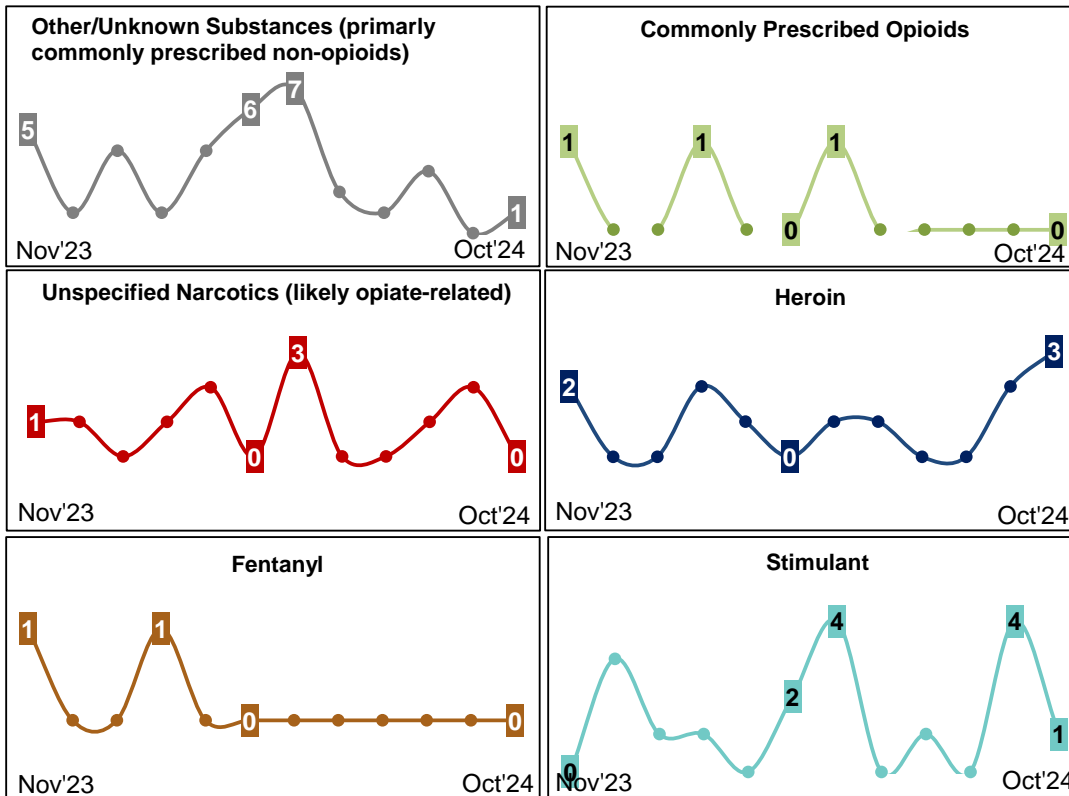 Other/Unknown Substances (primarly
commonly prescribed non-opioids)
5
6
7
1
Nov'23
Oct'24
Commonly Prescribed Opioids
1
1
0
1
0
Nov'23
Oct'24
Unspecified Narcotics (likely opiate-related)
1
0
3
0
Nov'23
Oct'24
Heroin
2
0
3
Nov'23
Oct'24
Fentanyl
1
1
0
0
Nov'23
Oct'24
Stimulant
0
2
4
4
1
Nov'23
Oct'24